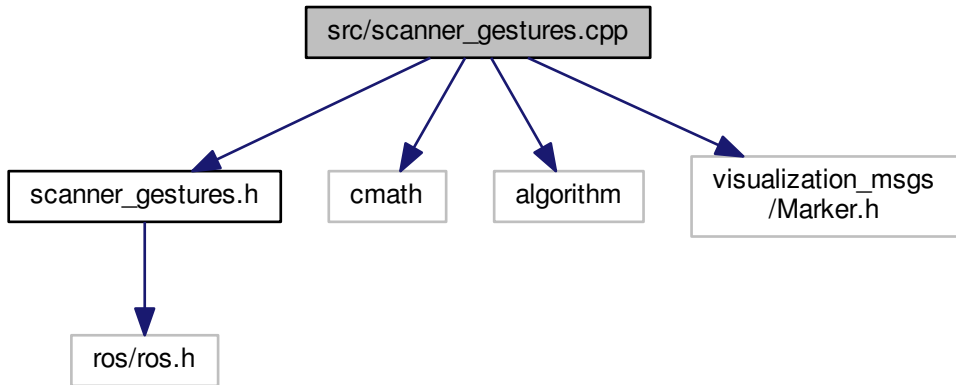 src/scanner_gestures.cpp
scanner_gestures.h
cmath
algorithm
visualization_msgs
/Marker.h
ros/ros.h